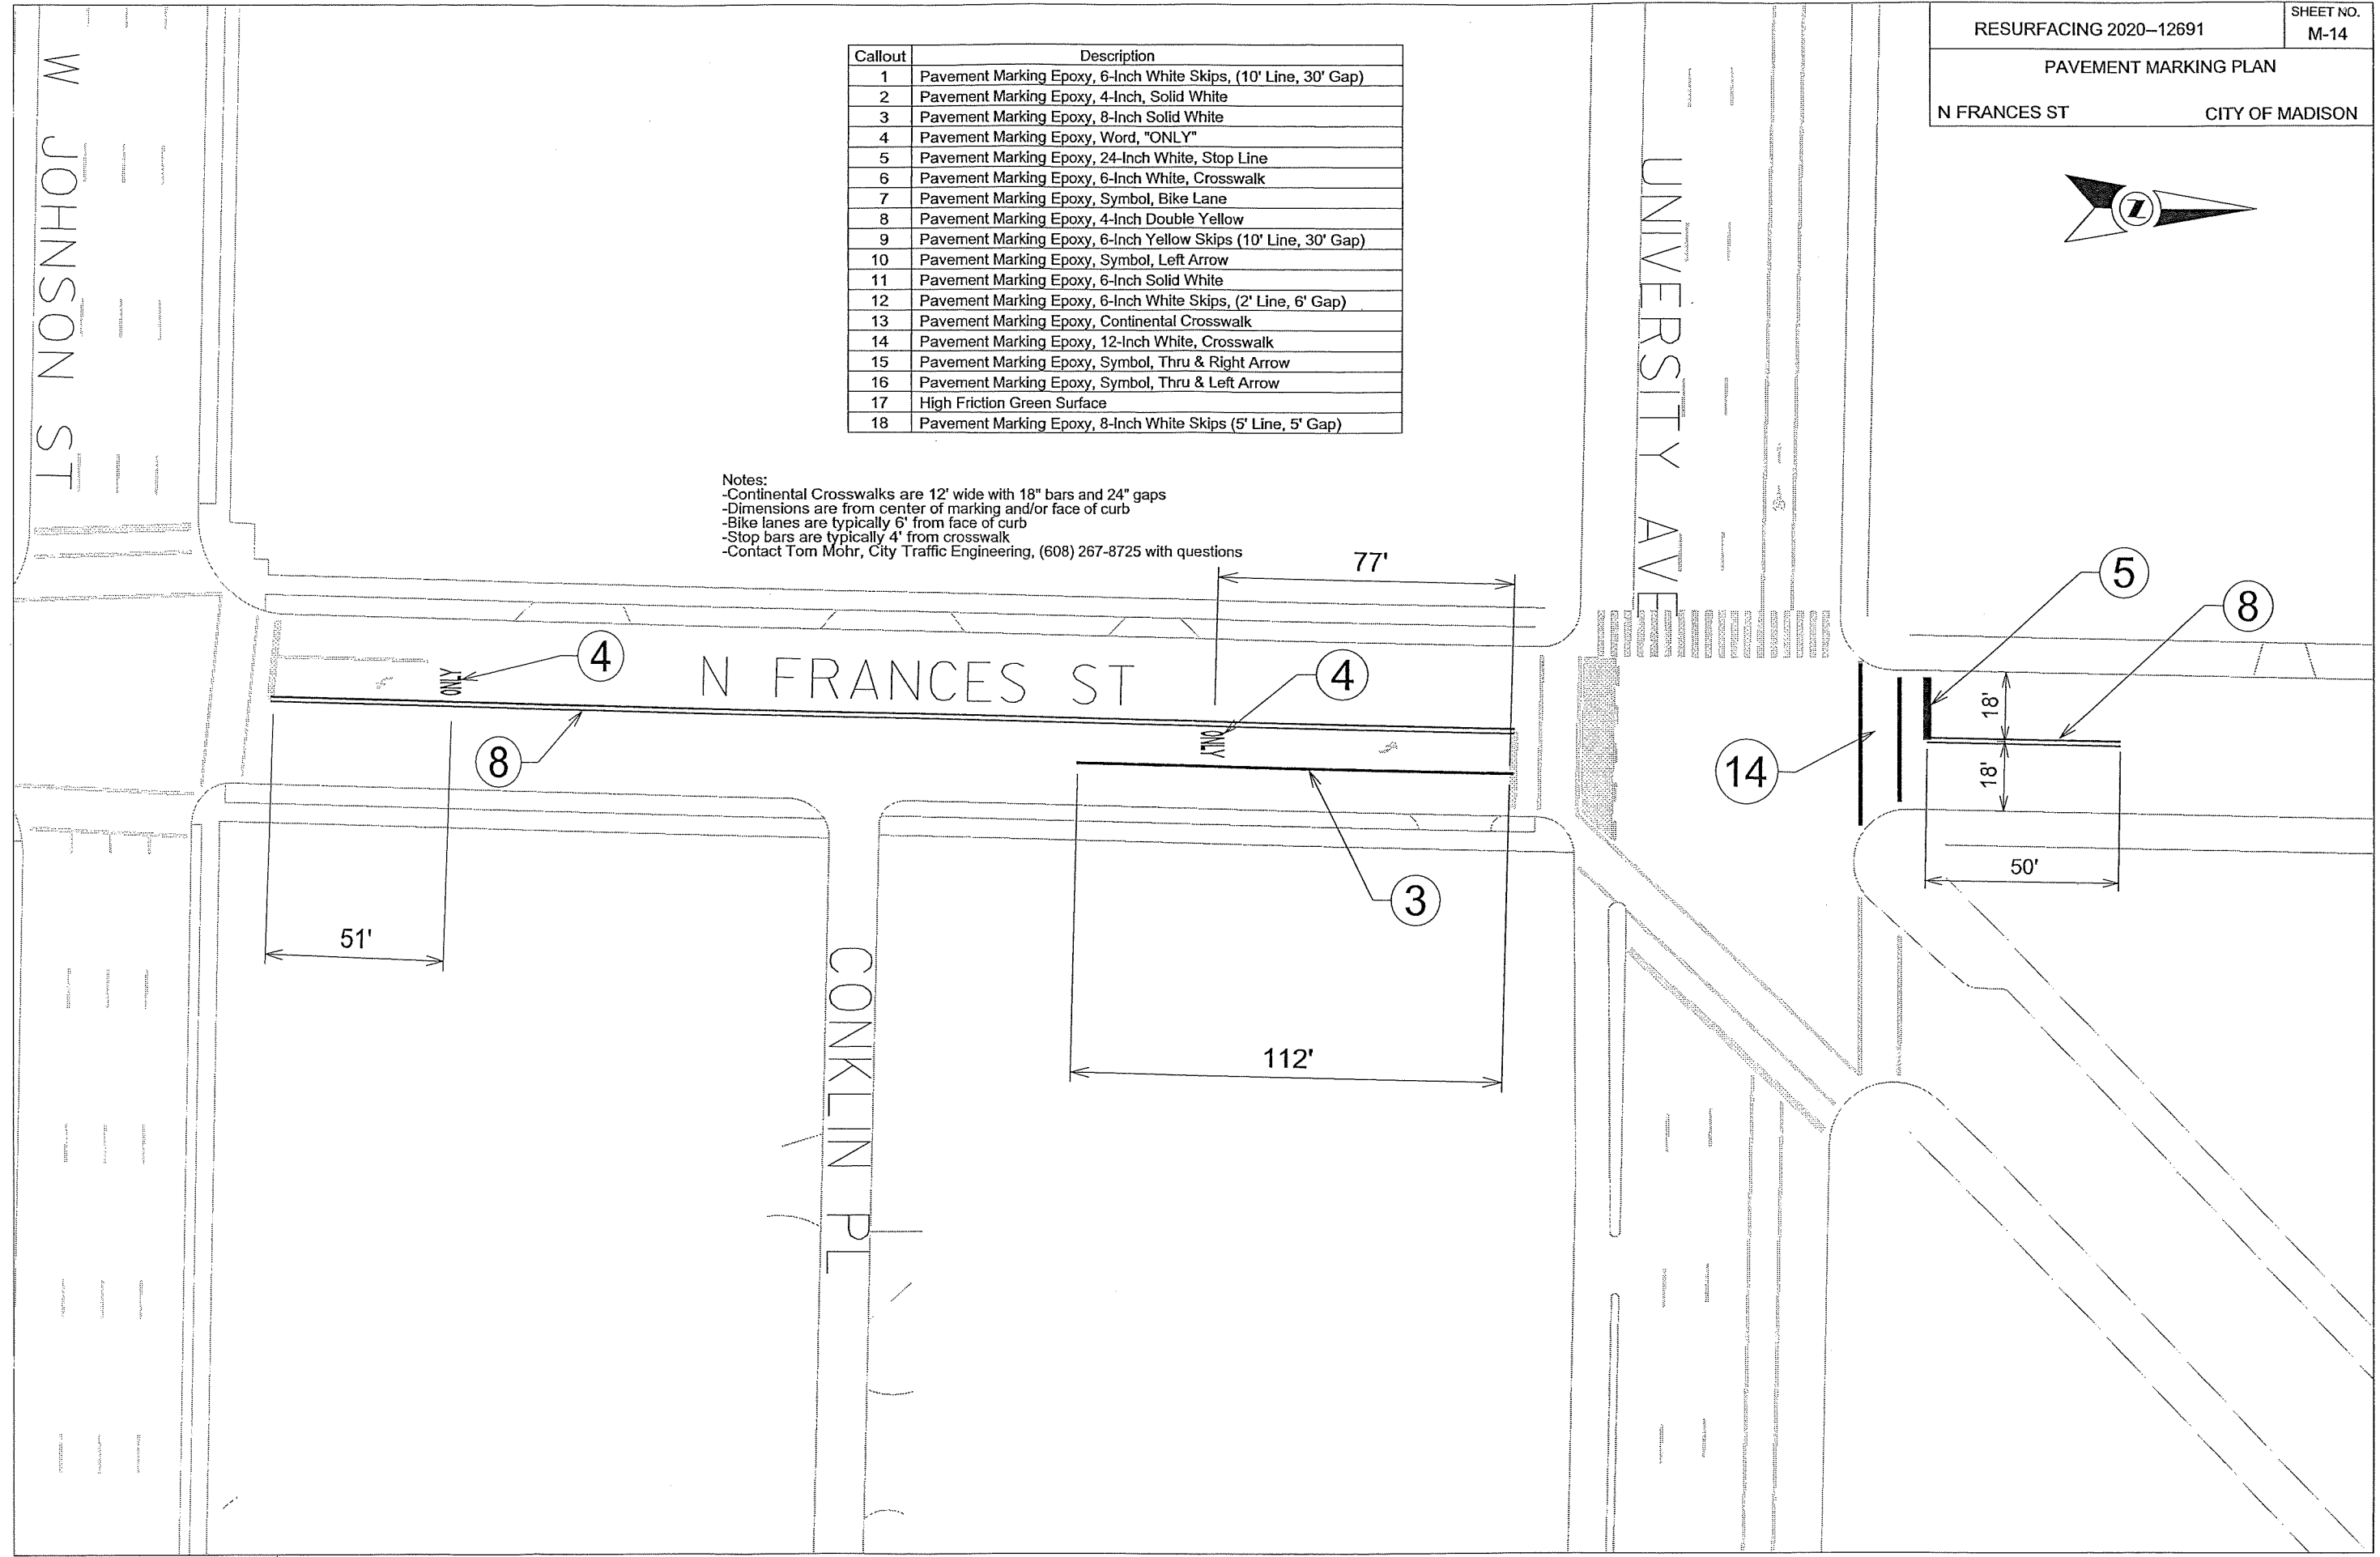 RESURFACING 2020–12691
SHEET NO.
M-14
PAVEMENT MARKING PLAN
N FRANCES ST CITY OF MADISON
Callout Description
1 Pavement Marking Epoxy, 6-Inch White Skips, (10' Line, 30' Gap)
2 Pavement Marking Epoxy, 4-Inch, Solid White
3 Pavement Marking Epoxy, 8-Inch Solid White
4 Pavement Marking Epoxy, Word, "ONLY"
5 Pavement Marking Epoxy, 24-Inch White, Stop Line
6 Pavement Marking Epoxy, 6-Inch White, Crosswalk
7 Pavement Marking Epoxy, Symbol, Bike Lane
8 Pavement Marking Epoxy, 4-Inch Double Yellow
9 Pavement Marking Epoxy, 6-Inch Yellow Skips (10' Line, 30' Gap)
10 Pavement Marking Epoxy, Symbol, Left Arrow
11 Pavement Marking Epoxy, 6-Inch Solid White
12 Pavement Marking Epoxy, 6-Inch White Skips, (2' Line, 6' Gap)
13 Pavement Marking Epoxy, Continental Crosswalk
14 Pavement Marking Epoxy, 12-Inch White, Crosswalk
15 Pavement Marking Epoxy, Symbol, Thru & Right Arrow
16 Pavement Marking Epoxy, Symbol, Thru & Left Arrow
17 High Friction Green Surface
18 Pavement Marking Epoxy, 8-Inch White Skips (5' Line, 5' Gap)
Notes:
-Continental Crosswalks are 12' wide with 18" bars and 24" gaps
-Dimensions are from center of marking and/or face of curb
-Bike lanes are typically 6' from face of curb
-Stop bars are typically 4' from crosswalk
-Contact Tom Mohr, City Traffic Engineering, (608) 267-8725 with questions
W JOHNSON ST
UNIVERSITY AVE
Z
77'
5
8
4
ONLY
N FRANCES ST
4
ONLY
8
14
18'
18'
50'
3
51'
112'
CONKLIN PL